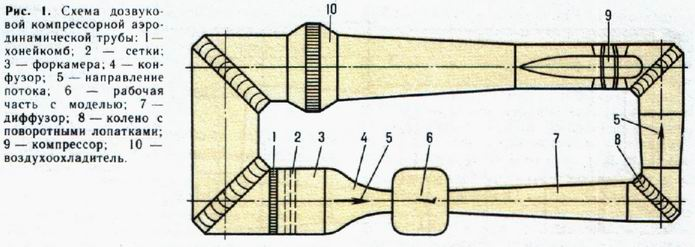 Рис. 1. Схема дозвуко-
вой компрессорной аэро-
динамической трубы: 1—
хонейкомб; 2 — сетки;
3 — форкамера; 4 — кон-
фузор; 5 — направление
потока; 6 — рабочая
часть с моделью; 7 —
диффузор; 8 — колено с
поворотными лопатками;
9 — компрессор; 10 —
воздухоохладитель.
10
9
5
1
2
3
4
5
6
7
8